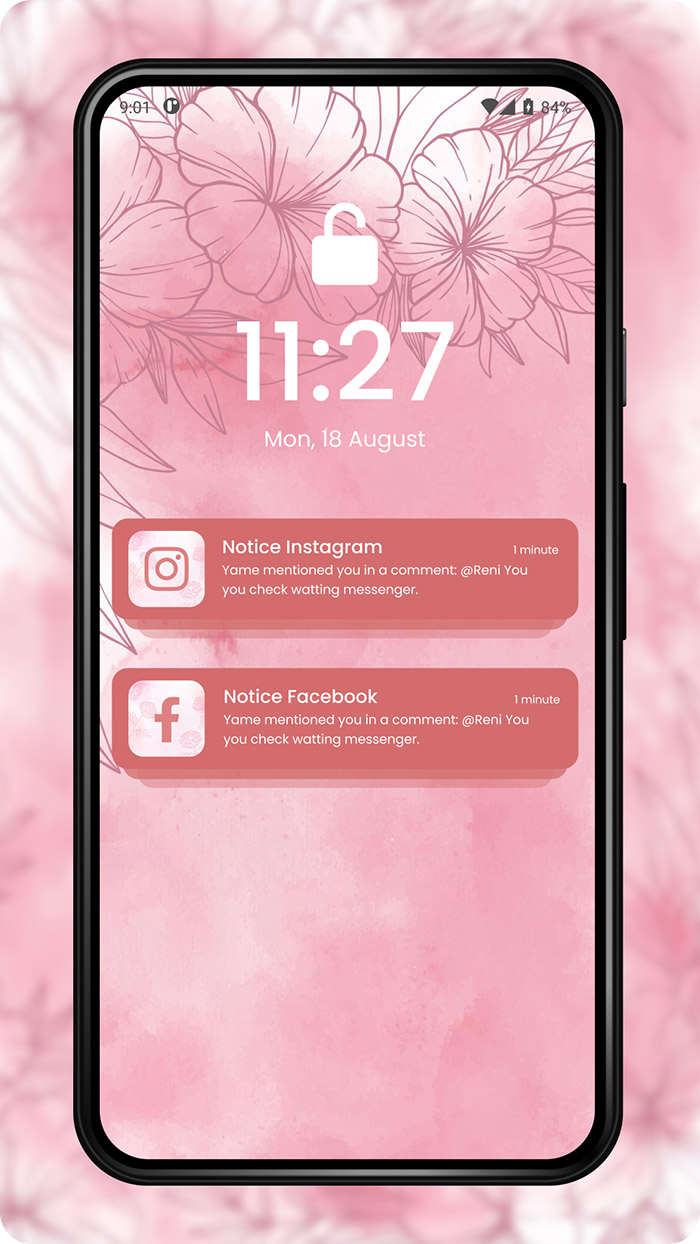 9:01 84%
11:27
Mon, 18 August
Notice Instagram 1 minute
Yame mentioned you in a comment: @Reni You
you check watting messenger.
Notice Facebook 1 minute
Yame mentioned you in a comment: @Reni You
you check watting messenger.